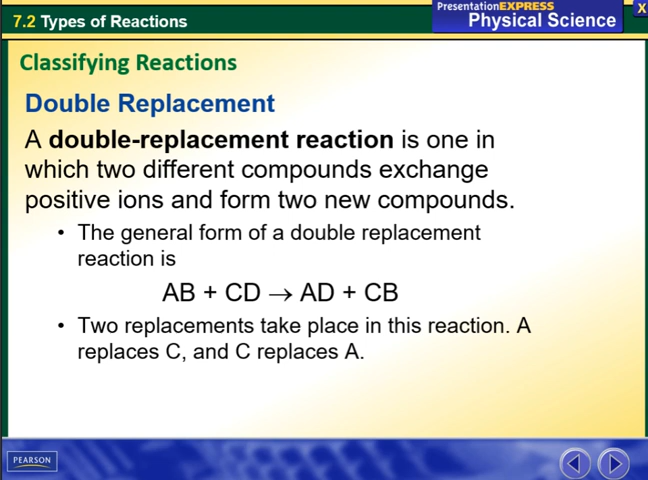 7.2 Types of Reactions
PresentationEXPRESS
Physical Science
X
Classifying Reactions
Double Replacement
A double-replacement reaction is one in
which two different compounds exchange
positive ions and form two new compounds.
• The general form of a double replacement
reaction is
AB + CD → AD + CB
• Two replacements take place in this reaction. A
replaces C, and C replaces A.
PEARSON